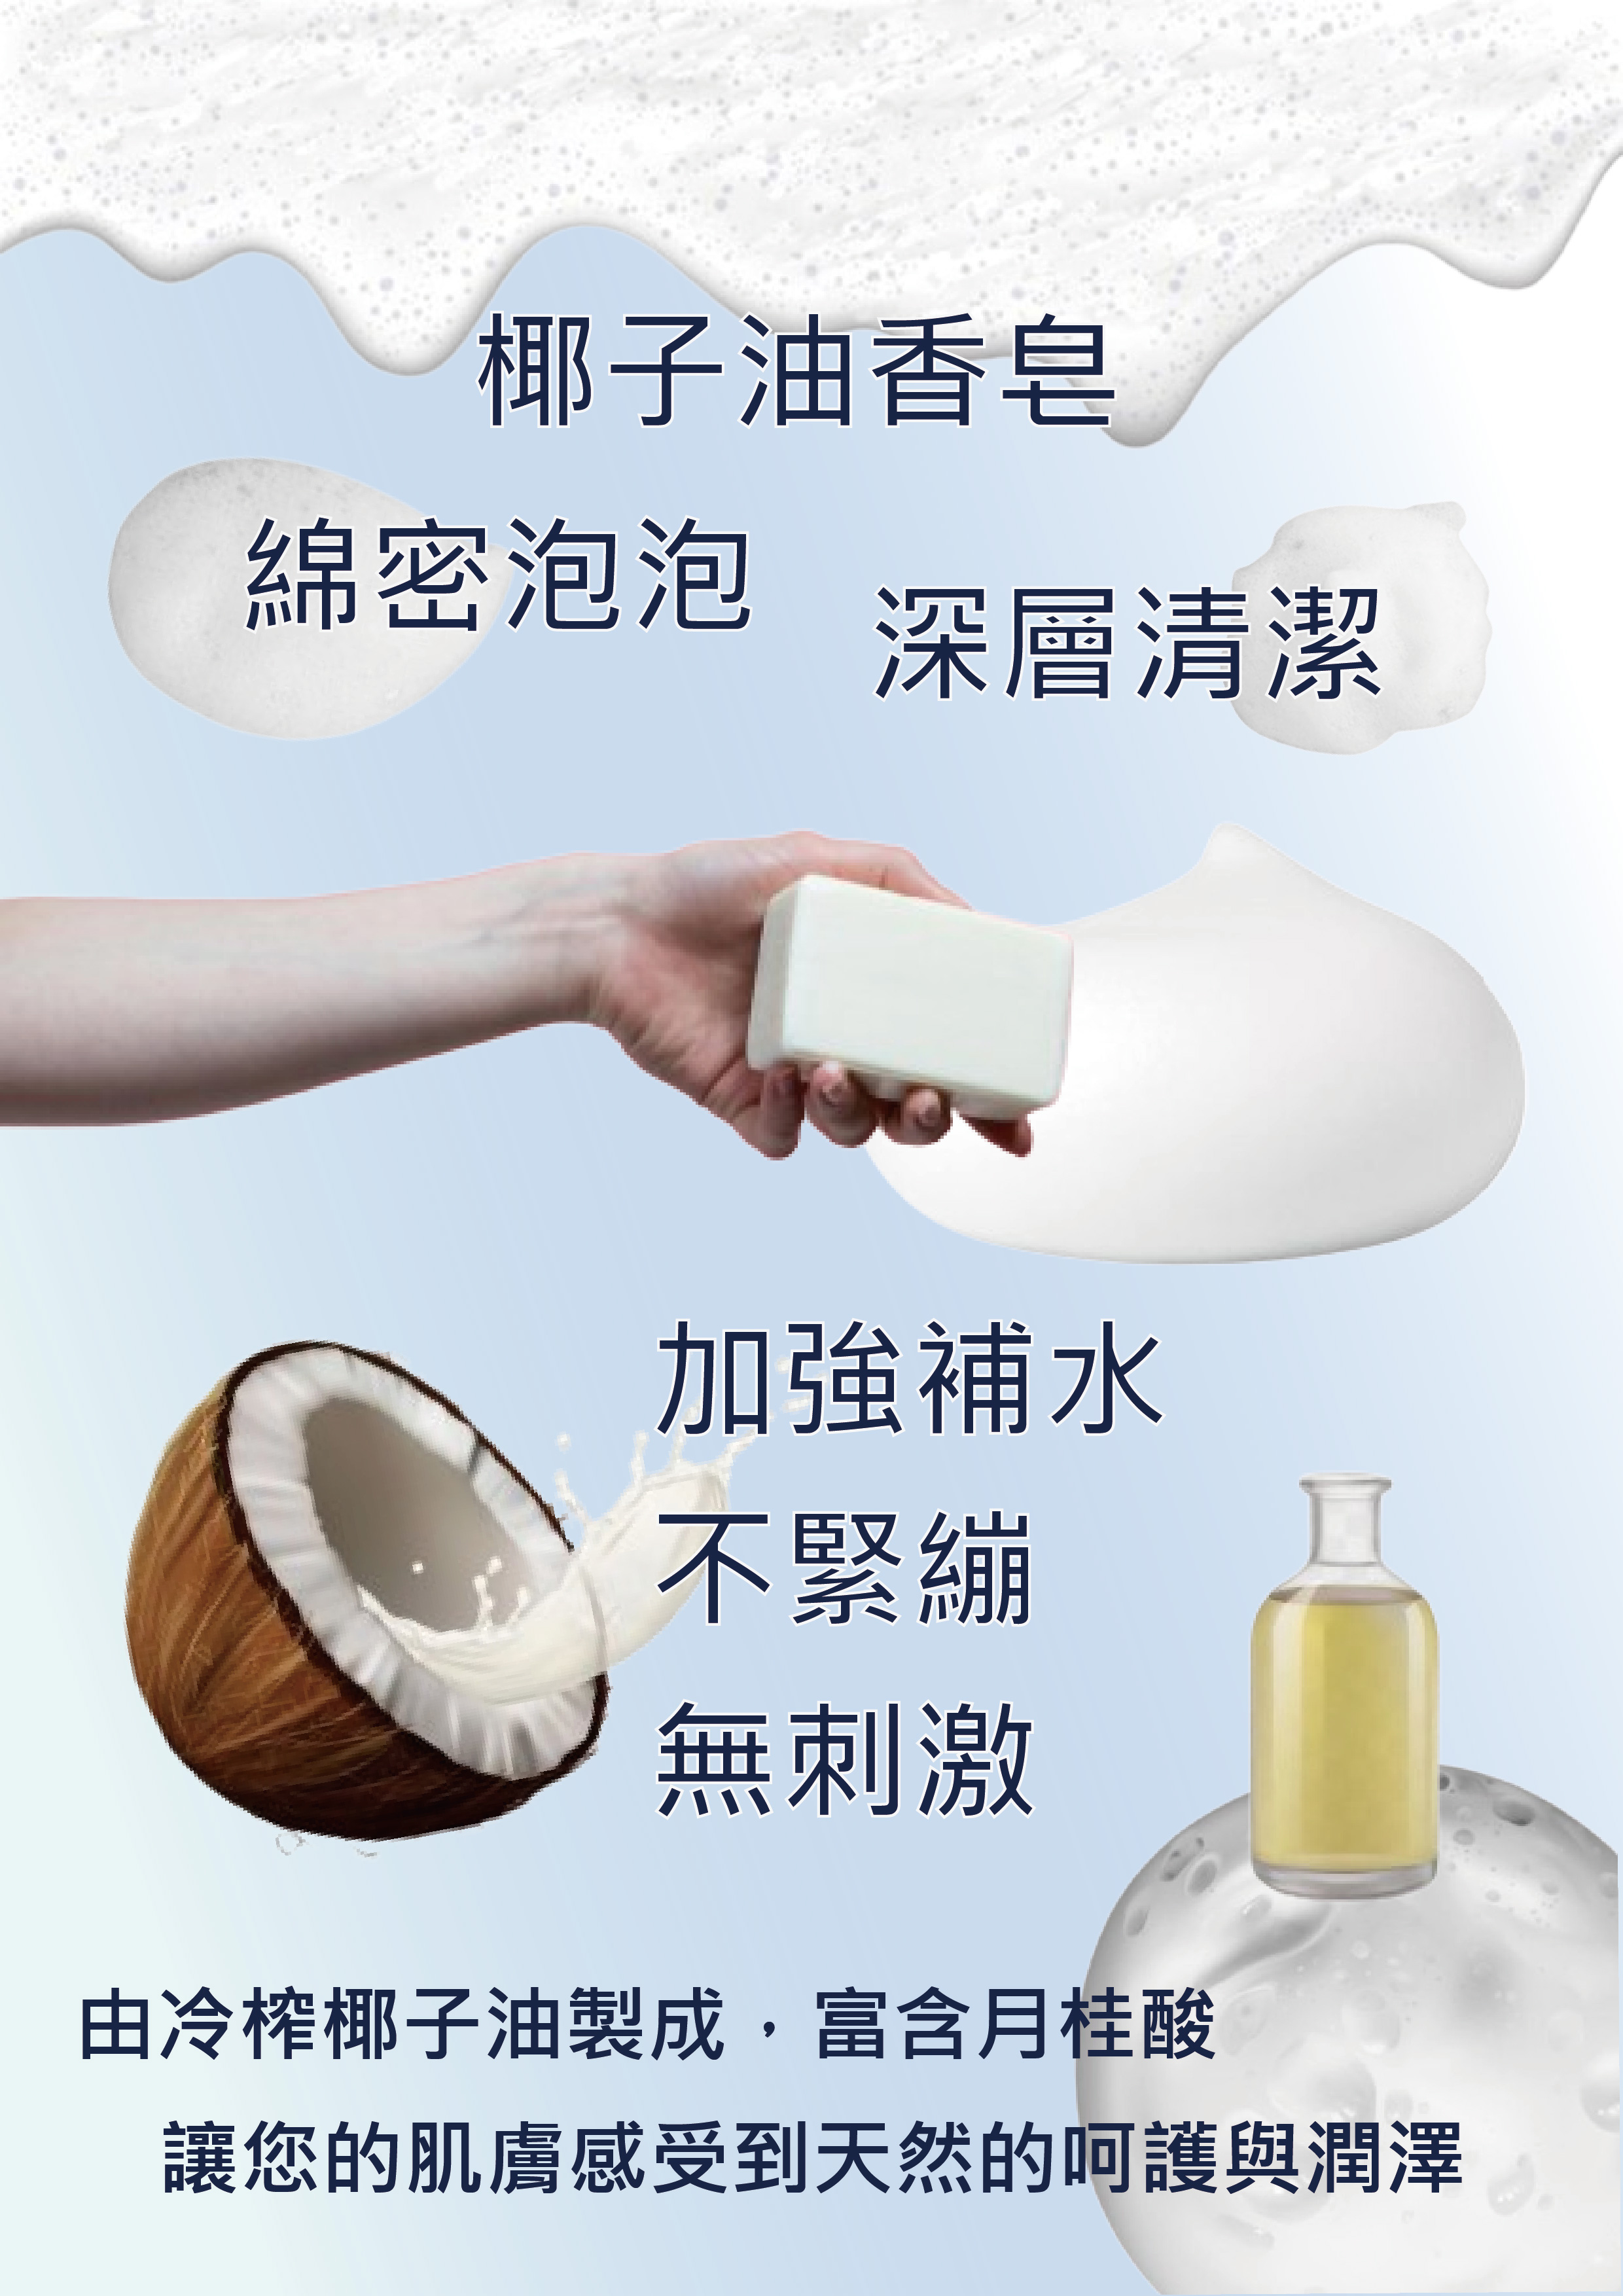 椰子油香皂
綿密泡泡
深層清潔
加強補水
不緊繃
無刺激
由冷榨椰子油製成，富含月桂酸
讓您的肌膚感受到天然的呵護與潤澤